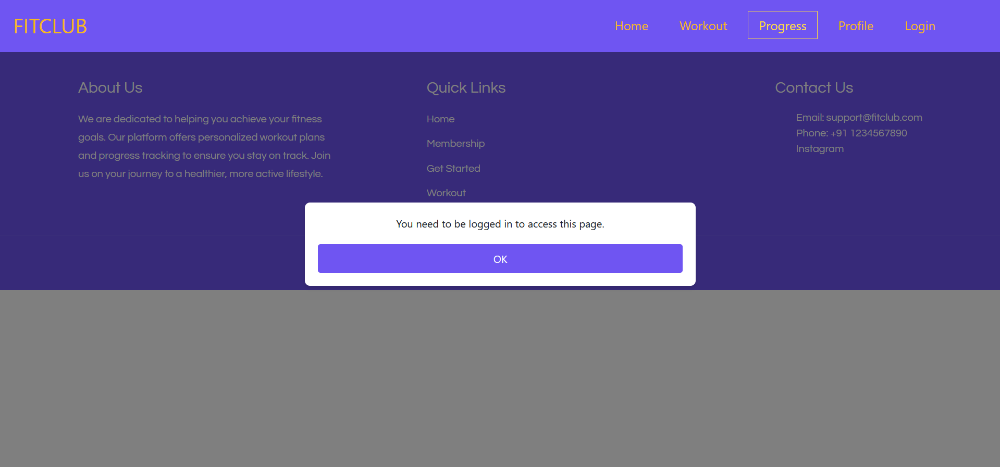 FITCLUB
Home
Workout
Progress
Profile
Login
About Us
We are dedicated to helping you achieve your fitness
goals. Our platform offers personalized workout plans
and progress tracking to ensure you stay on track. Join
us on your journey to a healthier, more active lifestyle.
Quick Links
Home
Membership
Get Started
Workout
Contact Us
Email: support@fitclub.com
Phone: +91 1234567890
Instagram
You need to be logged in to access this page.
OK